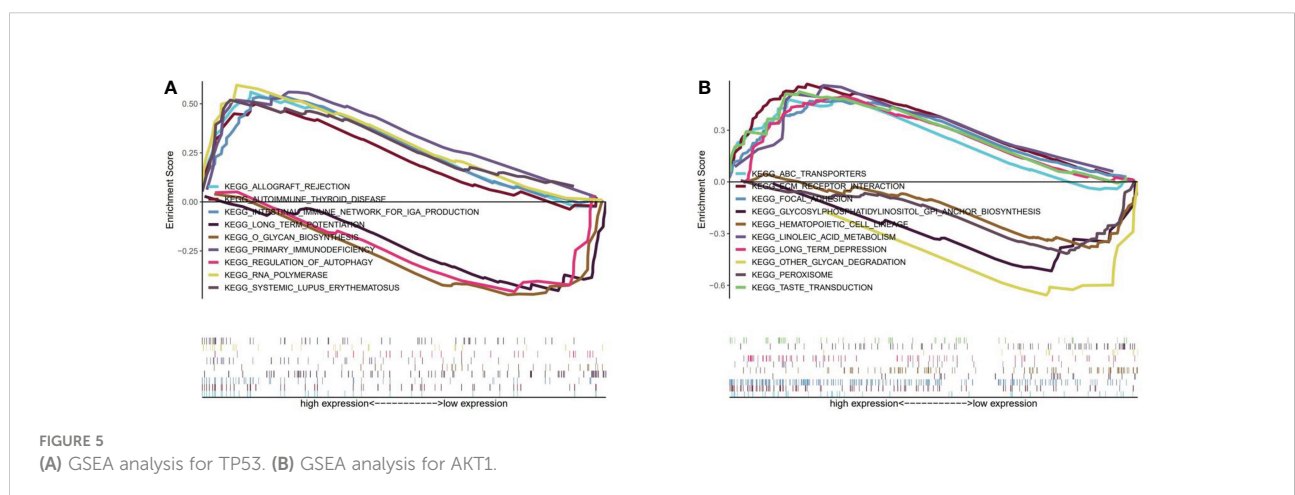 A
Enrichment Score
0.50
0.25
0.00
-0.25
KEGG_ALLOGRAFT_REJECTION
KEGG_AUTOIMMUNE_THYROID_DISEASE
KEGG_INTESTINAL_IMMUNE_NETWORK_FOR_IGA_PRODUCTION
KEGG_LONG_TERM_POTENTIATION
KEGG_O_GLYCAN_BIOSYNTHESIS
KEGG_PRIMARY_IMMUNODEFICIENCY
KEGG_REGULATION_OF_AUTOPHAGY
KEGG_RNA_POLYMERASE
KEGG_SYSTEMIC_LUPUS_ERYTHEMATOSUS
high expression<----------->low expression
B
Enrichment Score
0.3
0.0
-0.3
-0.6
KEGG_ABC_TRANSPORTERS
KEGG_ECM_RECEPTOR_INTERACTION
KEGG_FOCAL_ADHESION
KEGG_GLYCOSYLPHOSPHATIDYLINOSITOL_GPI_ANCHOR_BIOSYNTHESIS
KEGG_HEMATOPOIETIC_CELL_LINEAGE
KEGG_LINOLEIC_ACID_METABOLISM
KEGG_LONG_TERM_DEPRESSION
KEGG_OTHER_GLYCAN_DEGRADATION
KEGG_PEROXISOME
KEGG_TASTE_TRANSDUCTION
high expression<----------->low expression
FIGURE 5
(A) GSEA analysis for TP53. (B) GSEA analysis for AKT1.